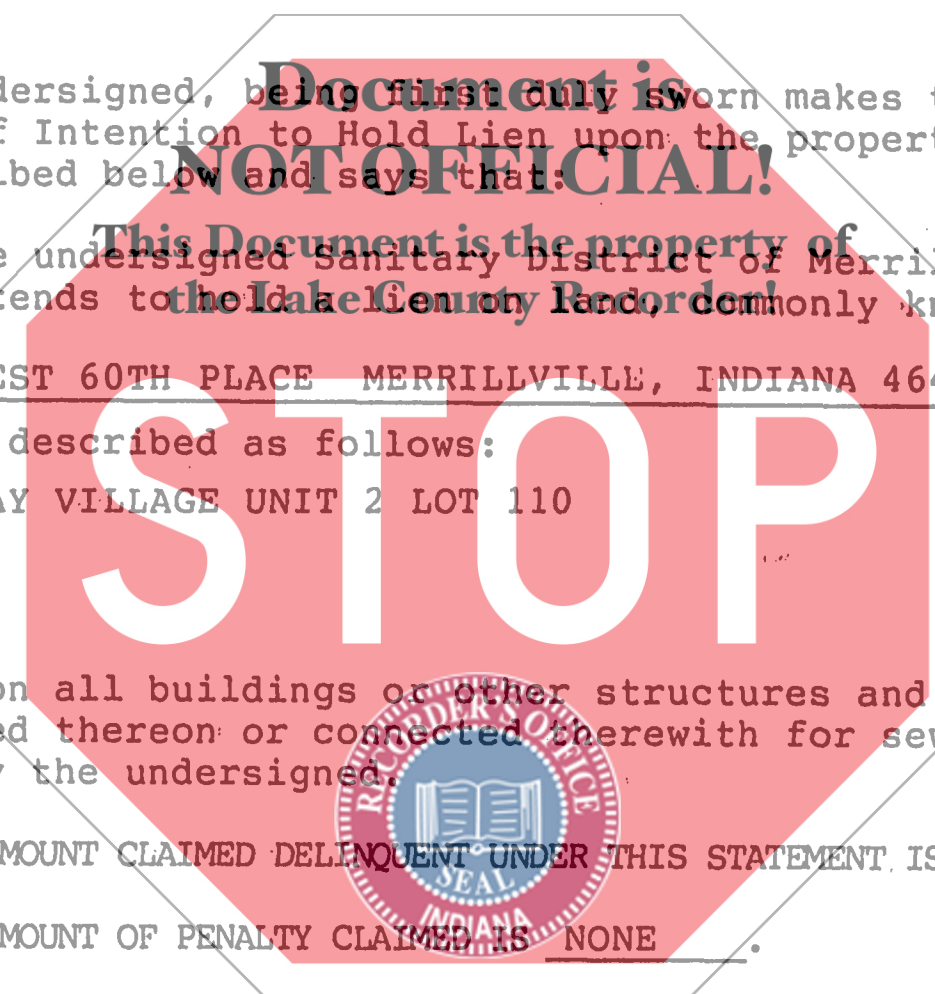 Document is
NOT OFFICIAL!
This Document is the property of
the Lake County Recorder!
STOP
dersigned, being first duly sworn makes t
f Intention to Hold Lien upon the propert
ibed below and says that:
e undersigned Sanitary District of Merril
tends to hold a lien on land, commonly kn
EST 60TH PLACE MERRILLVILLE, INDIANA 464
described as follows:
AY VILLAGE UNIT 2 LOT 110
on all buildings or other structures and
ed thereon or connected therewith for sew
y the undersigned.
MOUNT CLAIMED DELINQUENT UNDER THIS STATEMENT IS
MOUNT OF PENALTY CLAIMED IS NONE .
RECORDER'S OFFICE
SEAL
INDIANA